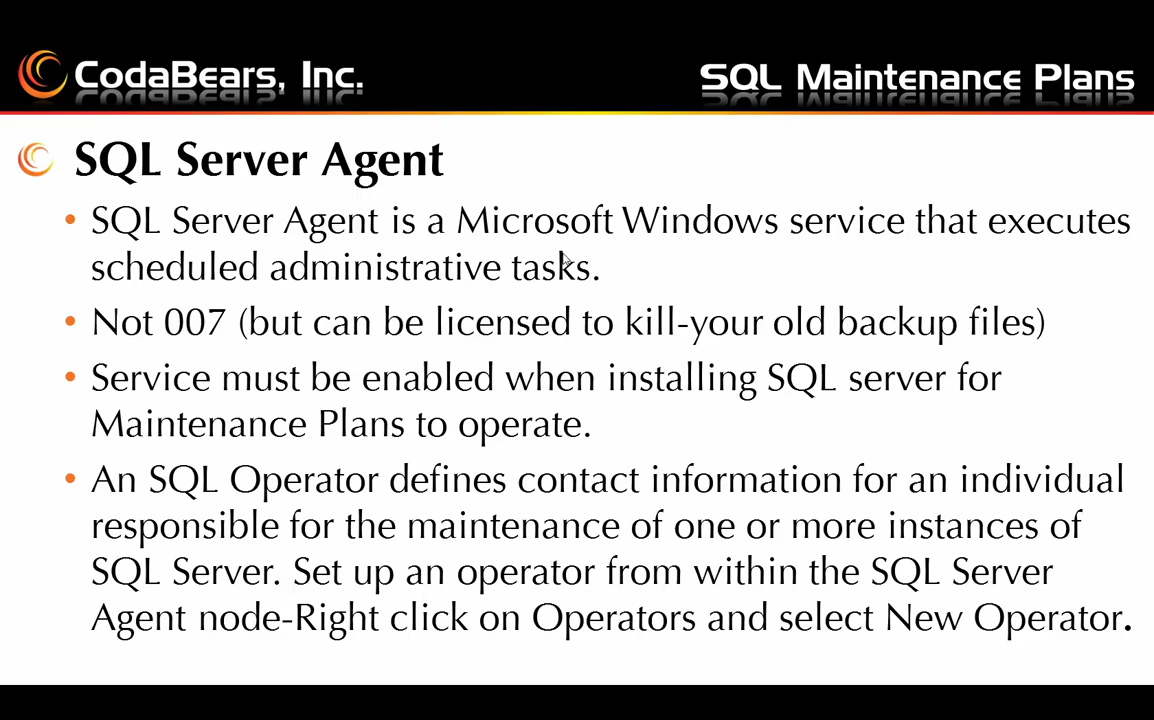 CodaBears, Inc.
SQL Maintenance Plans
SQL Server Agent
• SQL Server Agent is a Microsoft Windows service that executes
scheduled administrative tasks.
• Not 007 (but can be licensed to kill-your old backup files)
• Service must be enabled when installing SQL server for
Maintenance Plans to operate.
• An SQL Operator defines contact information for an individual
responsible for the maintenance of one or more instances of
SQL Server. Set up an operator from within the SQL Server
Agent node-Right click on Operators and select New Operator.